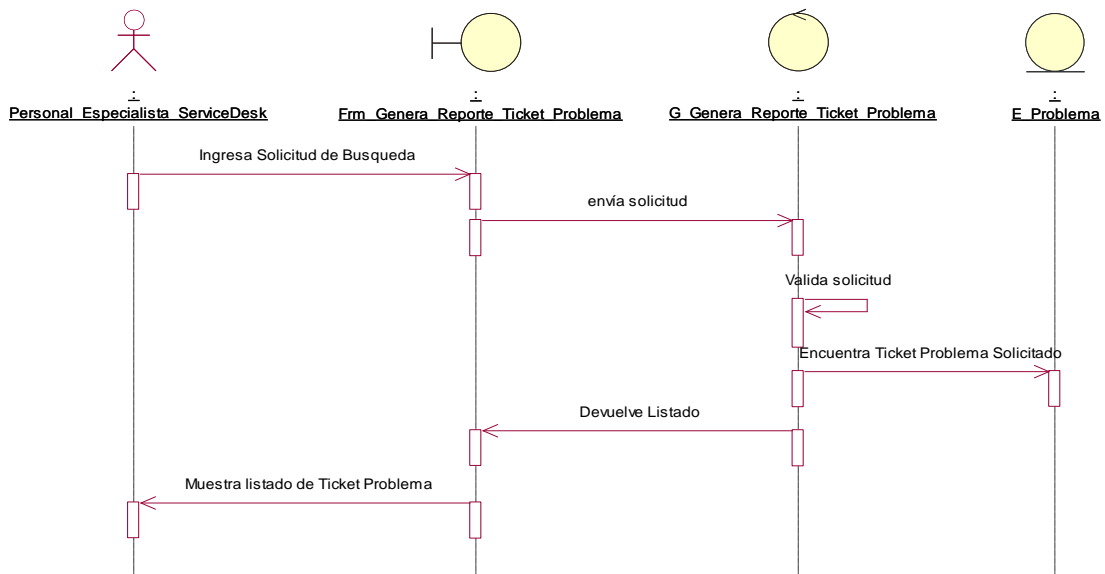 :
Personal_Especialista_ServiceDesk
:
Frm_Genera_Reporte_Ticket_Problema
:
G_Genera_Reporte_Ticket_Problema
:
E_Problema
Ingresa Solicitud de Busqueda
envía solicitud
Valida solicitud
Encuentra Ticket Problema Solicitado
Devuelve Listado
Muestra listado de Ticket Problema